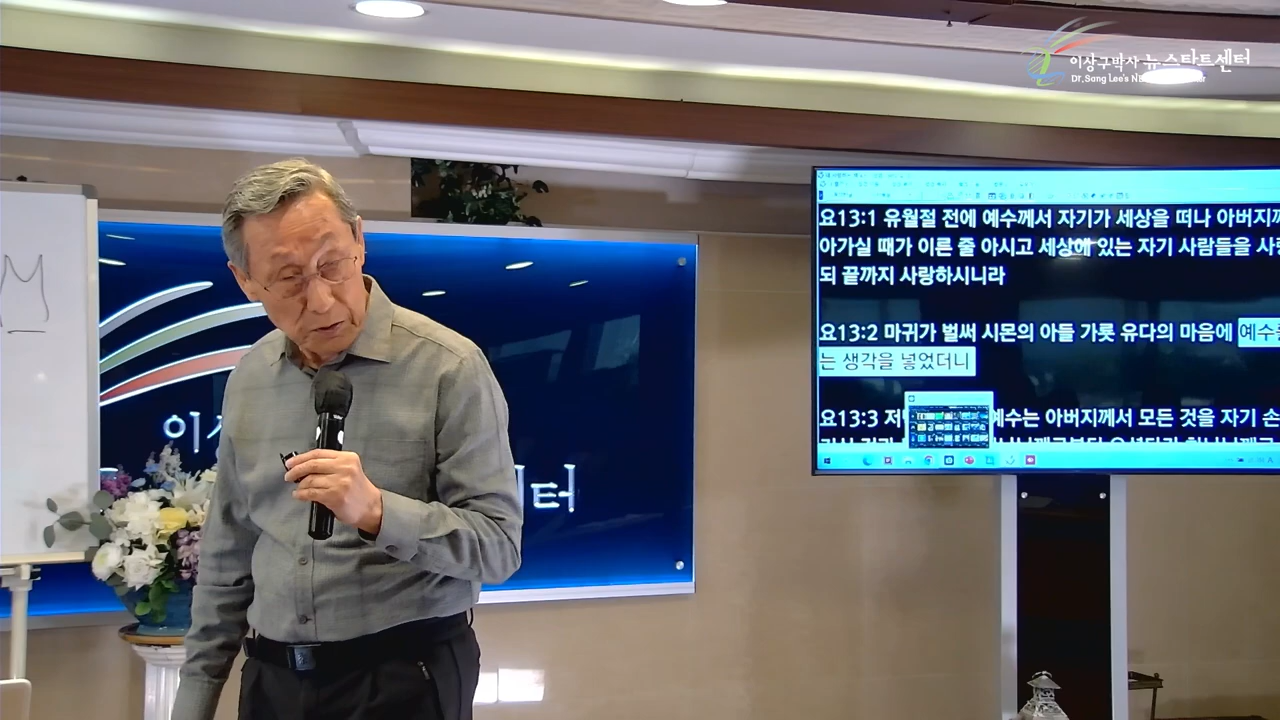 이상구박사 뉴스타트센터
Dr.Sang Lee's
요13:1 유월절 전에 예수께서 자기가 세상을 떠나 아버지께
아가실 때가 이른 줄 아시고 세상에 있는 자기 사람들을 사랑
되 끝까지 사랑하시니라
요13:2 마귀가 벌써 시몬의 아들 가룟 유다의 마음에 예수를
는 생각을 넣었더니
요13:3 예수는 아버지께서 모든 것을 자기 손
M
이상
터